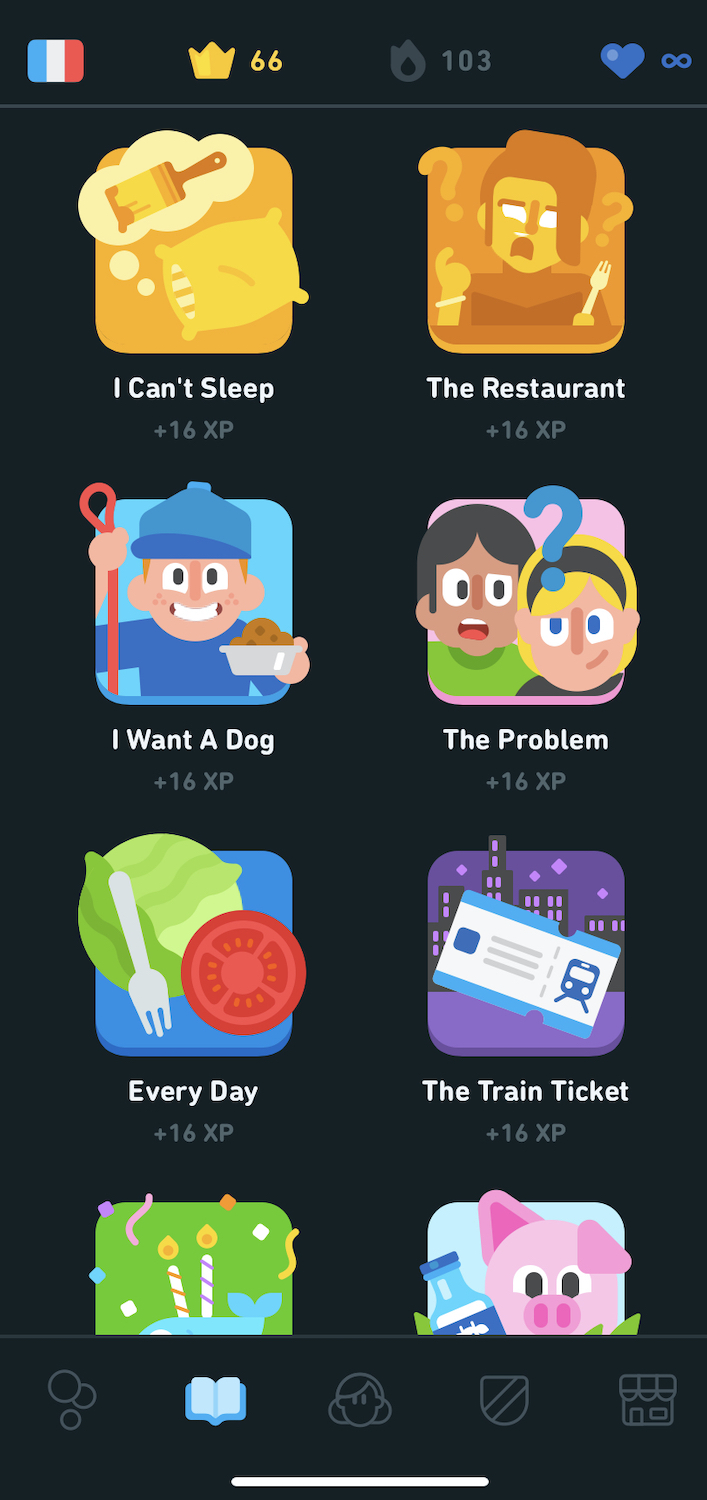 66
103
∞
I Can't Sleep
The Restaurant
+16 XP
+16 XP
I Want A Dog
The Problem
+16 XP
+16 XP
Every Day
The Train Ticket
+16 XP
+16 XP